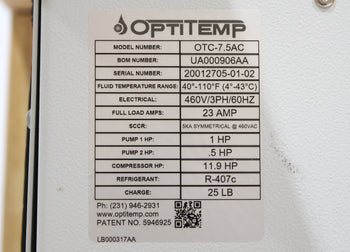 OPTITEMP
MODEL NUMBER: OTC-7.5AC
BOM NUMBER: UA000906AA
SERIAL NUMBER: 20012705-01-02
FLUID TEMPERATURE RANGE: 40°-110°F (4°-43°C)
ELECTRICAL: 460V/3PH/60HZ
FULL LOAD AMPS: 23 AMP
SCCR: 5KA SYMMETRICAL @ 460VAC
PUMP 1 HP: 1 HP
PUMP 2 HP: .5 HP
COMPRESSOR HP: 11.9 HP
REFRIGERANT: R-407c
CHARGE: 25 LB
Ph: (231) 946-2931
www.optitemp.com
PATENT NO. 5946925
LB000317AA